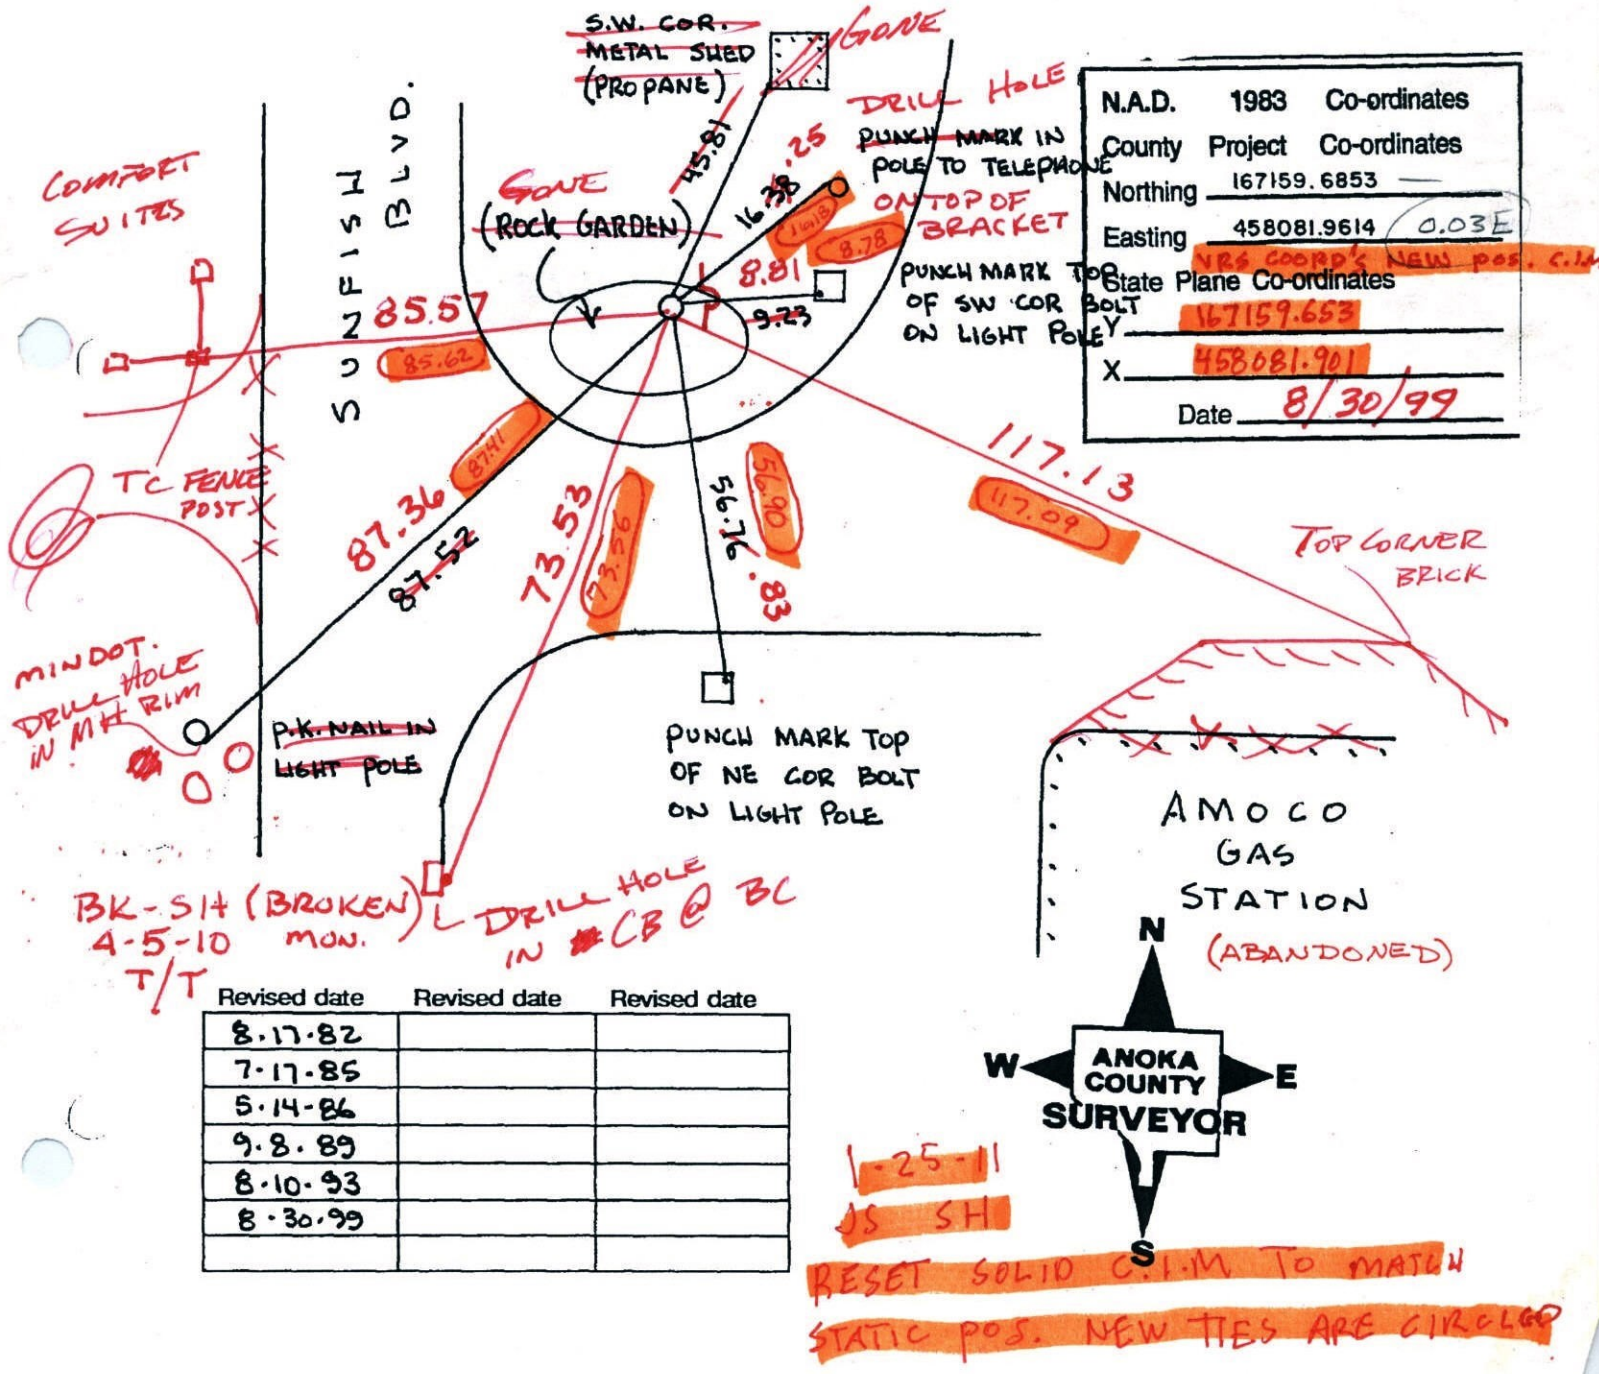 S.W. COR.
METAL SHED
(PROPANE)
GONE
45.81
DRILL HOLE
PUNCH MARK IN
POLE TO TELEPHONE
ON TOP OF
BRACKET
16.38
.25
16.18
8.78
8.81
9.23
PUNCH MARK TOP
OF SW COR BOLT
ON LIGHT POLE
N.A.D. 1983 Co-ordinates
County Project Co-ordinates
Northing 167159.6853
Easting 458081.9614 0.03E
VRS COORD'S NEW POS. C.I.M
State Plane Co-ordinates
Y 167159.653
X 458081.901
Date 8/30/99
COMFORT
SUITES
SUNFISH
BLVD.
GONE
(ROCK GARDEN)
85.57
85.62
TC FENCE
POST
87.41
87.36
87.52
73.53
73.56
56.76
.83
56.90
117.13
117.09
TOP CORNER
BRICK
MINDOT.
DRILL HOLE
IN MH RIM
P.K. NAIL IN
LIGHT POLE
PUNCH MARK TOP
OF NE COR BOLT
ON LIGHT POLE
AMOCO
GAS
STATION
(ABANDONED)
BK-SH (BROKEN)
4-5-10 MON.
T/T
DRILL HOLE
IN CB @ BC
Revised date Revised date Revised date
8.17.82
7.17.85
5.14-86
9.8.89
8.10.93
8.30.99
N
W E
ANOKA
COUNTY
SURVEYOR
S
1-25-11
JS SH
RESET SOLID C.I.M TO MATCH
STATIC POS. NEW TIES ARE CIRCLED